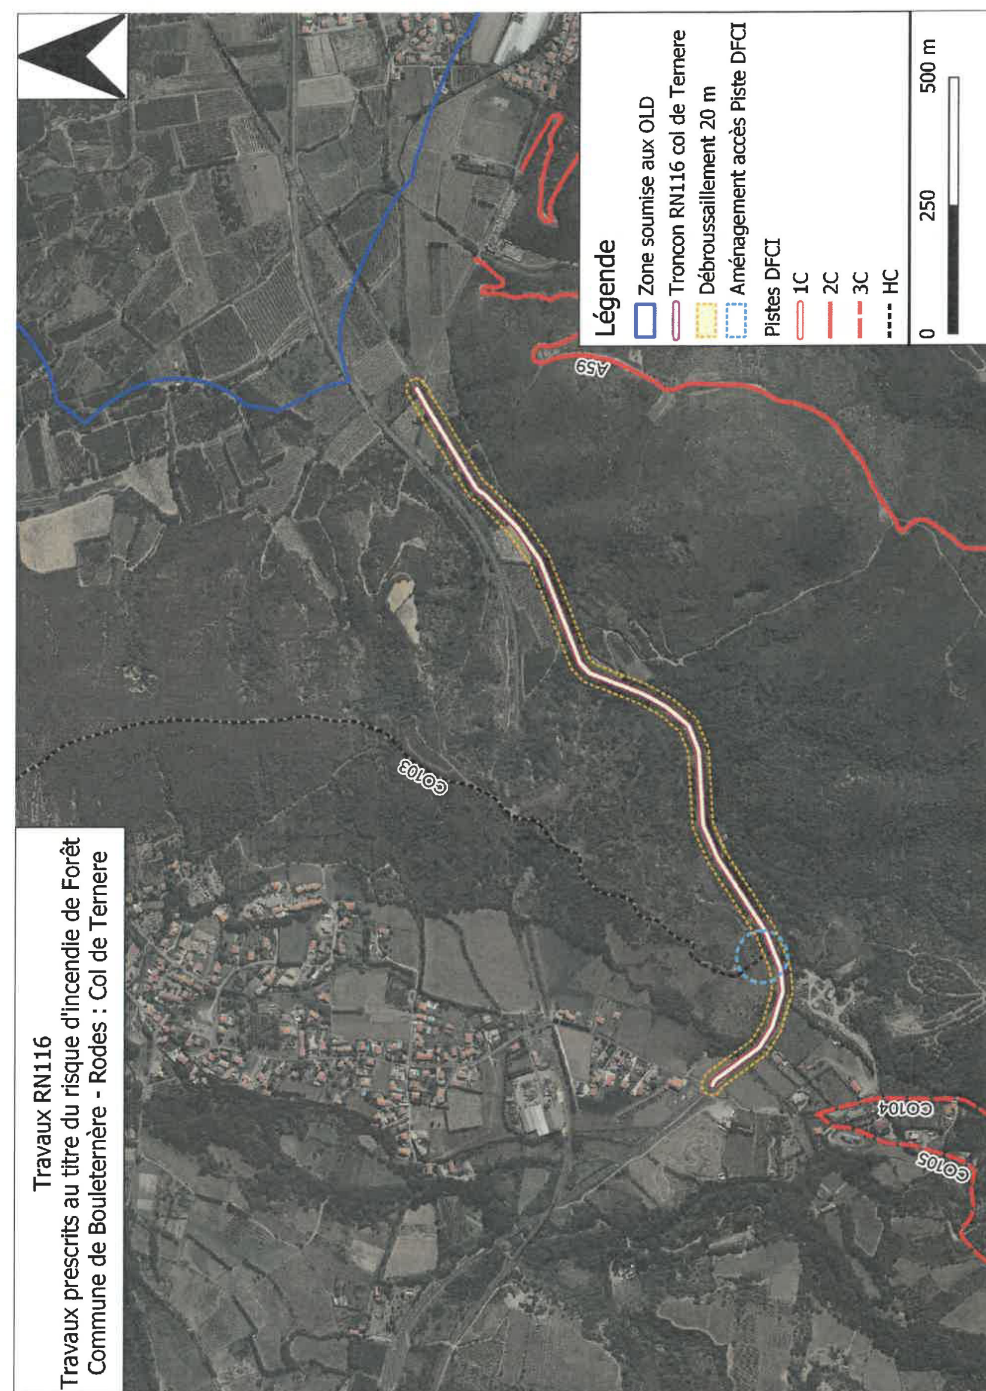 Travaux RN116
Travaux prescrits au titre du risque d'incendie de Forêt
Commune de Bouleternère - Rodes : Col de Ternere
CO103
A59
CO104
CO105
Légende
Zone soumise aux OLD
Troncon RN116 col de Ternere
Débroussaillement 20 m
Aménagement accès Piste DFCI
Pistes DFCI
1C
2C
3C
HC
0 250 500 m